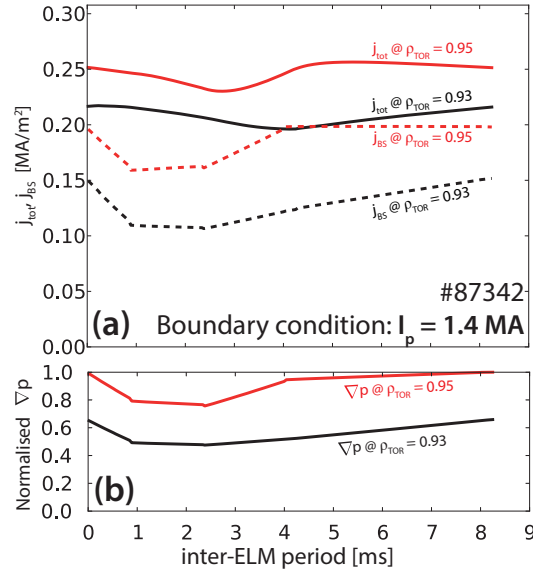 0.30
0.25
0.20
0.15
0.10
0.05
0.00
j_tot, j_BS [MA/m²]
j_tot @ ρ_TOR = 0.95
j_tot @ ρ_TOR = 0.93
j_BS @ ρ_TOR = 0.95
j_BS @ ρ_TOR = 0.93
#87342
(a) Boundary condition: I_p = 1.4 MA
1.0
0.8
0.6
0.4
0.2
0.0
Normalised ∇p
∇p @ ρ_TOR = 0.95
∇p @ ρ_TOR = 0.93
(b)
0 1 2 3 4 5 6 7 8 9
inter-ELM period [ms]